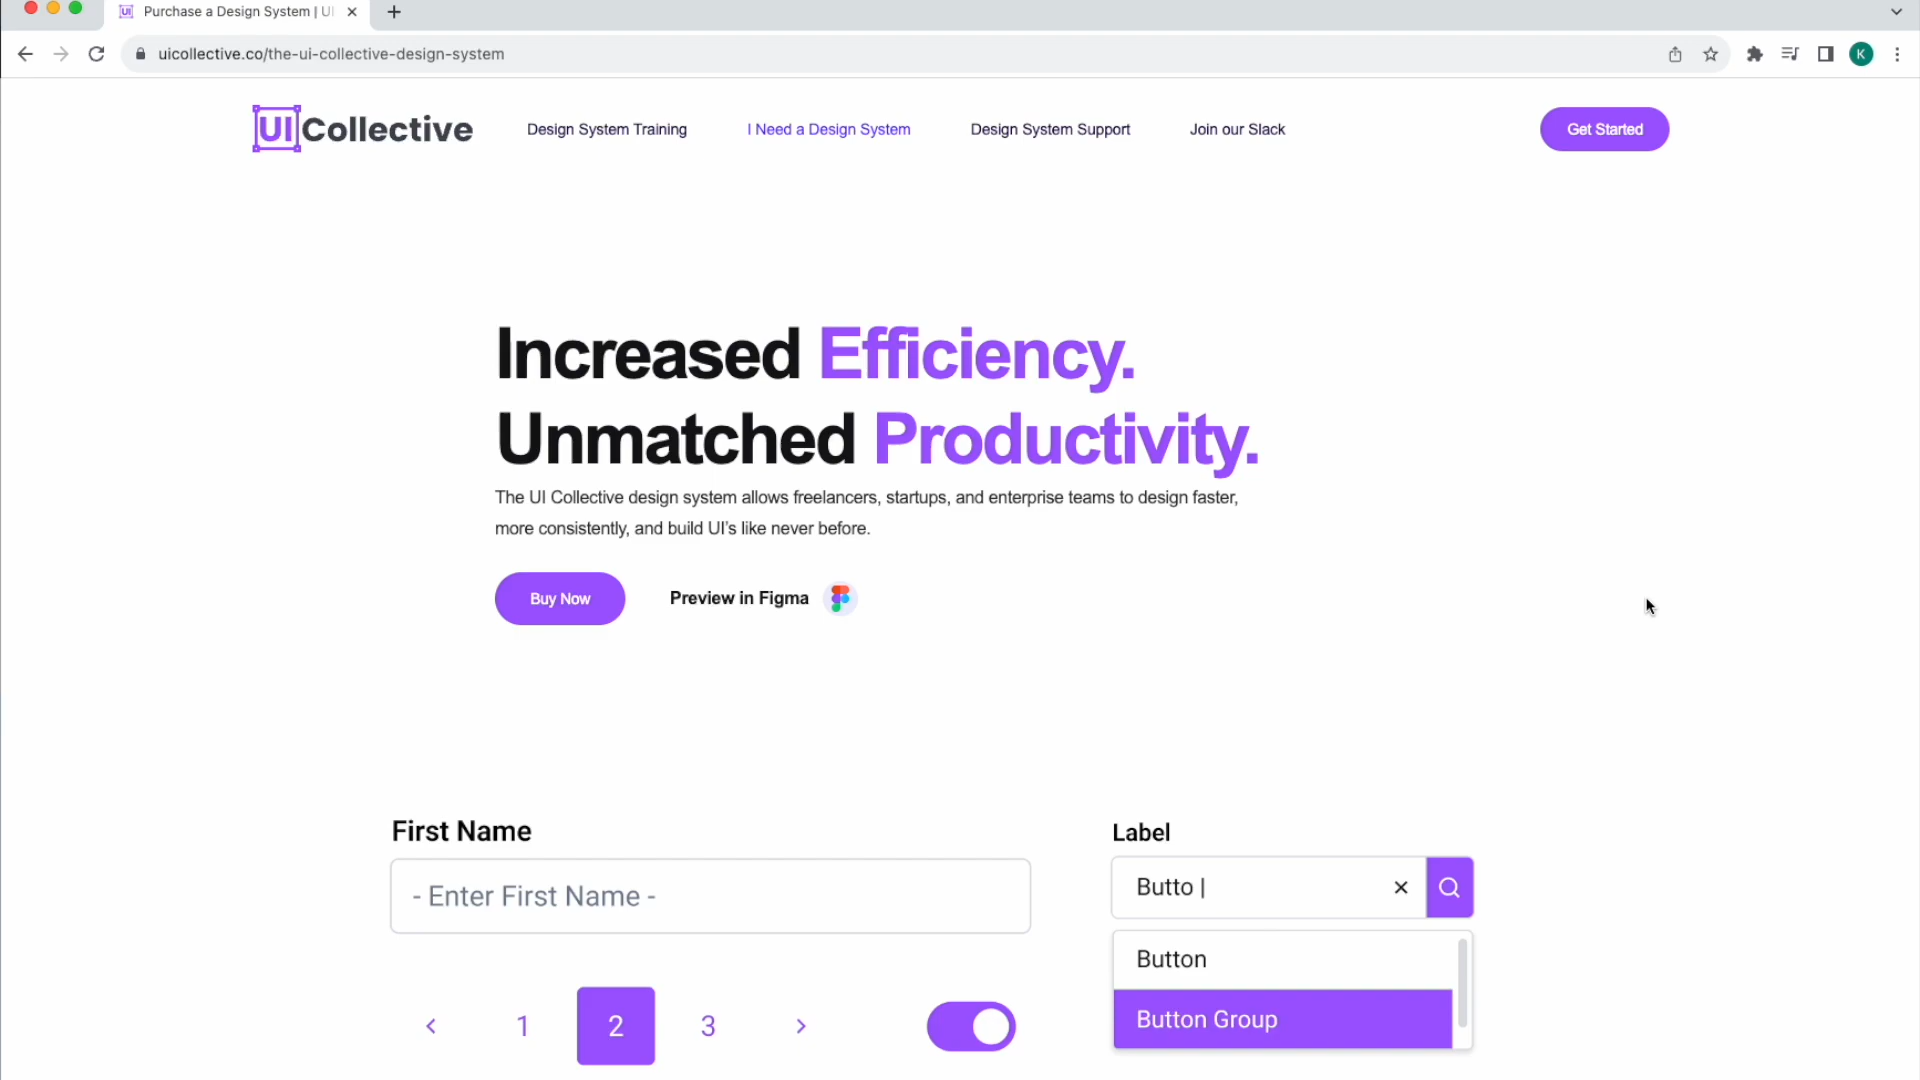 Purchase a Design System | UI
uicollective.co/the-ui-collective-design-system
K
UI Collective
Design System Training
I Need a Design System
Design System Support
Join our Slack
Get Started
Increased Efficiency.
Unmatched Productivity.
The UI Collective design system allows freelancers, startups, and enterprise teams to design faster,
more consistently, and build UI's like never before.
Buy Now
Preview in Figma
First Name
- Enter First Name -
1
2
3
Label
Butto |
Button
Button Group